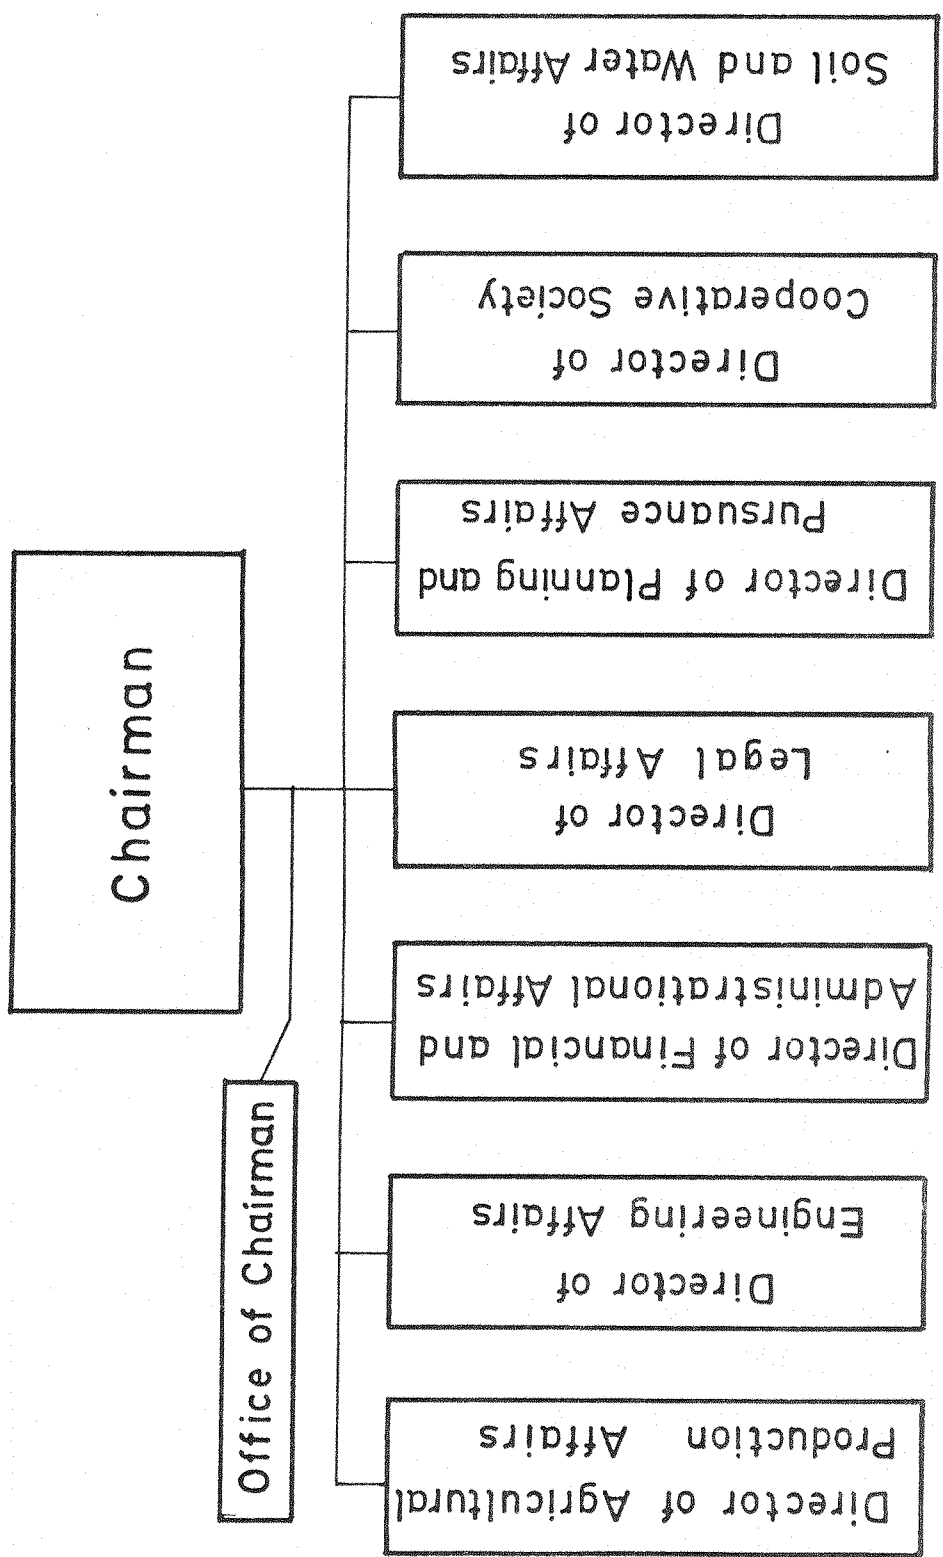 Chairman
Office of Chairman
Director of
Soil and Water Affairs
Director of
Cooperative Society
Director of Planning and
Pursuance Affairs
Director of
Legal Affairs
Director of Financial and
Administrational Affairs
Director of
Engineering Affairs
Director of Agricultural
Production Affairs